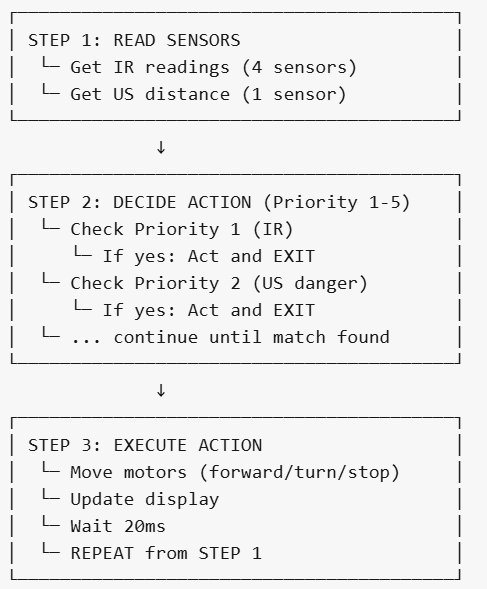 STEP 1: READ SENSORS
└─ Get IR readings (4 sensors)
└─ Get US distance (1 sensor)
↓
STEP 2: DECIDE ACTION (Priority 1-5)
└─ Check Priority 1 (IR)
└─ If yes: Act and EXIT
└─ Check Priority 2 (US danger)
└─ If yes: Act and EXIT
└─ ... continue until match found
↓
STEP 3: EXECUTE ACTION
└─ Move motors (forward/turn/stop)
└─ Update display
└─ Wait 20ms
└─ REPEAT from STEP 1